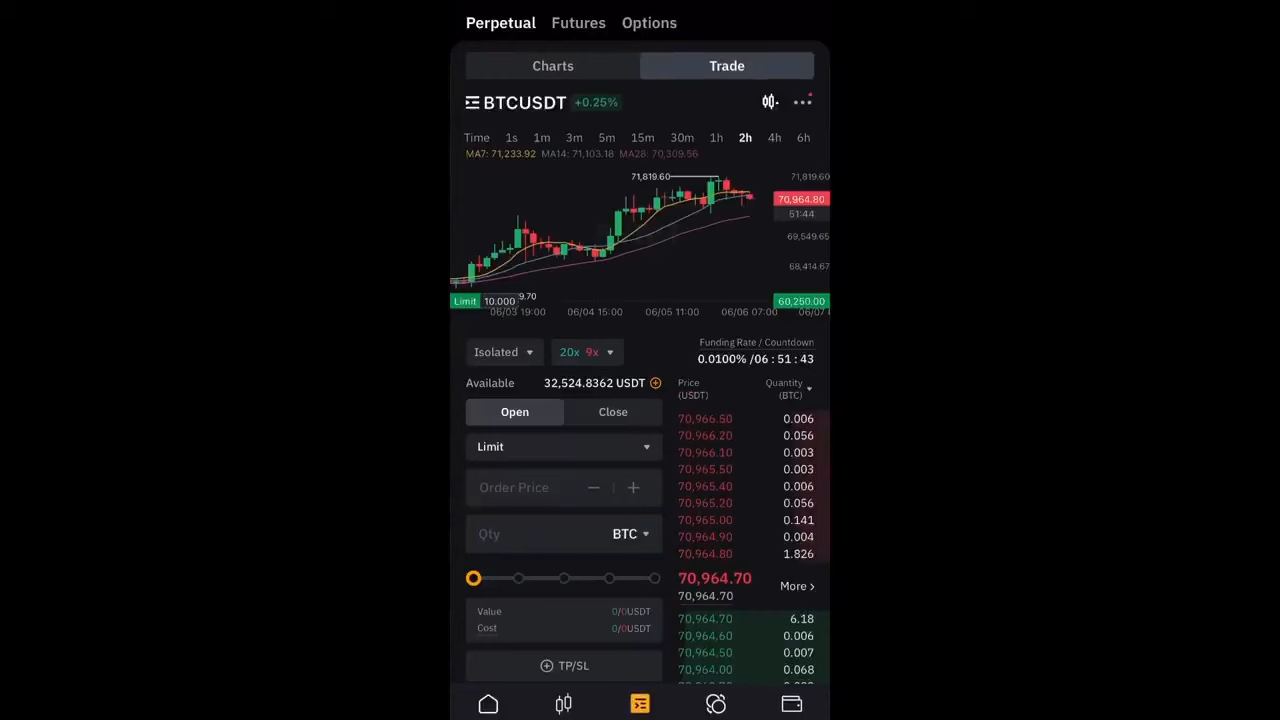 Perpetual Futures Options
Charts Trade
BTCUSDT +0.25%
Time 1s 1m 3m 5m 15m 30m 1h 2h 4h 6h
MA7: 71,233.92 MA14: 71,103.18 MA28: 70,309.56
71,819.60 71,819.60
70,964.80
51:44
69,549.65
68,414.67
Limit 10.000 9.70 60,250.00
06/03 19:00 06/04 15:00 06/05 11:00 06/06 07:00 06/07
Isolated 20x 9x
Funding Rate / Countdown
0.0100% /06 : 51 : 43
Available 32,524.8362 USDT
Open Close
Limit
Order Price
Qty BTC
Value 0/0USDT
Cost 0/0USDT
TP/SL
Price Quantity
(USDT) (BTC)
70,966.50 0.006
70,966.20 0.056
70,966.10 0.003
70,965.50 0.003
70,965.40 0.006
70,965.20 0.056
70,965.00 0.141
70,964.90 0.004
70,964.80 1.826
70,964.70
70,964.70
More
70,964.70 6.18
70,964.60 0.006
70,964.50 0.007
70,964.00 0.068